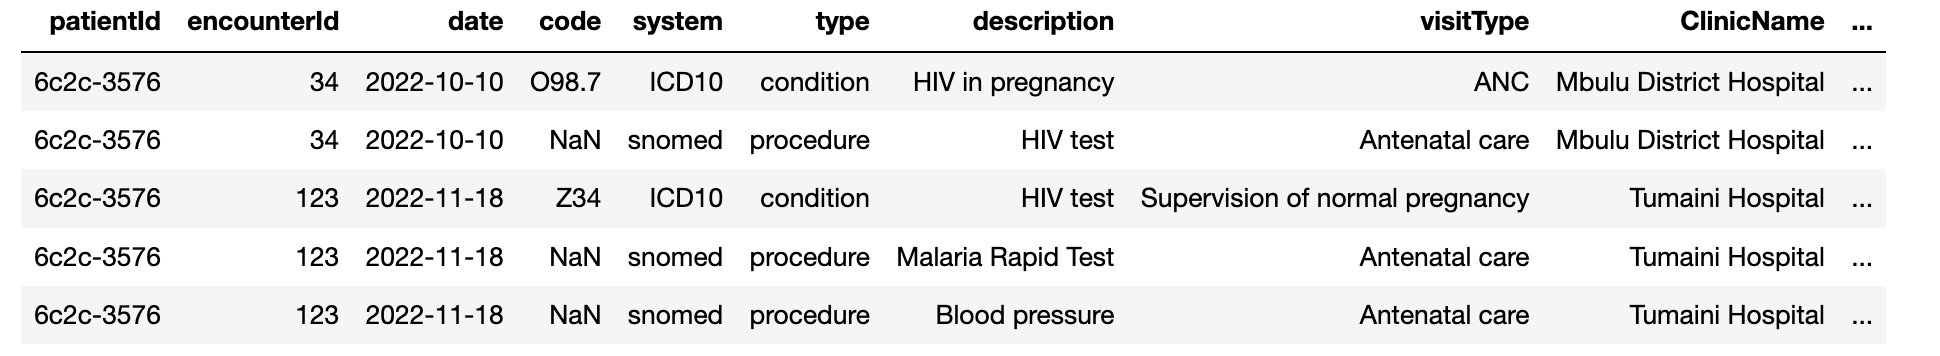 patientId encounterId date code system type description visitType ClinicName ...
6c2c-3576 34 2022-10-10 O98.7 ICD10 condition HIV in pregnancy ANC Mbulu District Hospital ...
6c2c-3576 34 2022-10-10 NaN snomed procedure HIV test Antenatal care Mbulu District Hospital ...
6c2c-3576 123 2022-11-18 Z34 ICD10 condition HIV test Supervision of normal pregnancy Tumaini Hospital ...
6c2c-3576 123 2022-11-18 NaN snomed procedure Malaria Rapid Test Antenatal care Tumaini Hospital ...
6c2c-3576 123 2022-11-18 NaN snomed procedure Blood pressure Antenatal care Tumaini Hospital ...